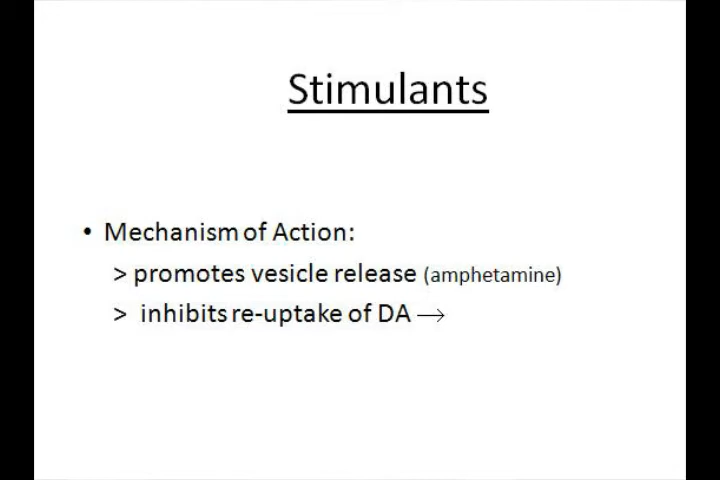 Stimulants
• Mechanism of Action:
> promotes vesicle release (amphetamine)
> inhibits re-uptake of DA →